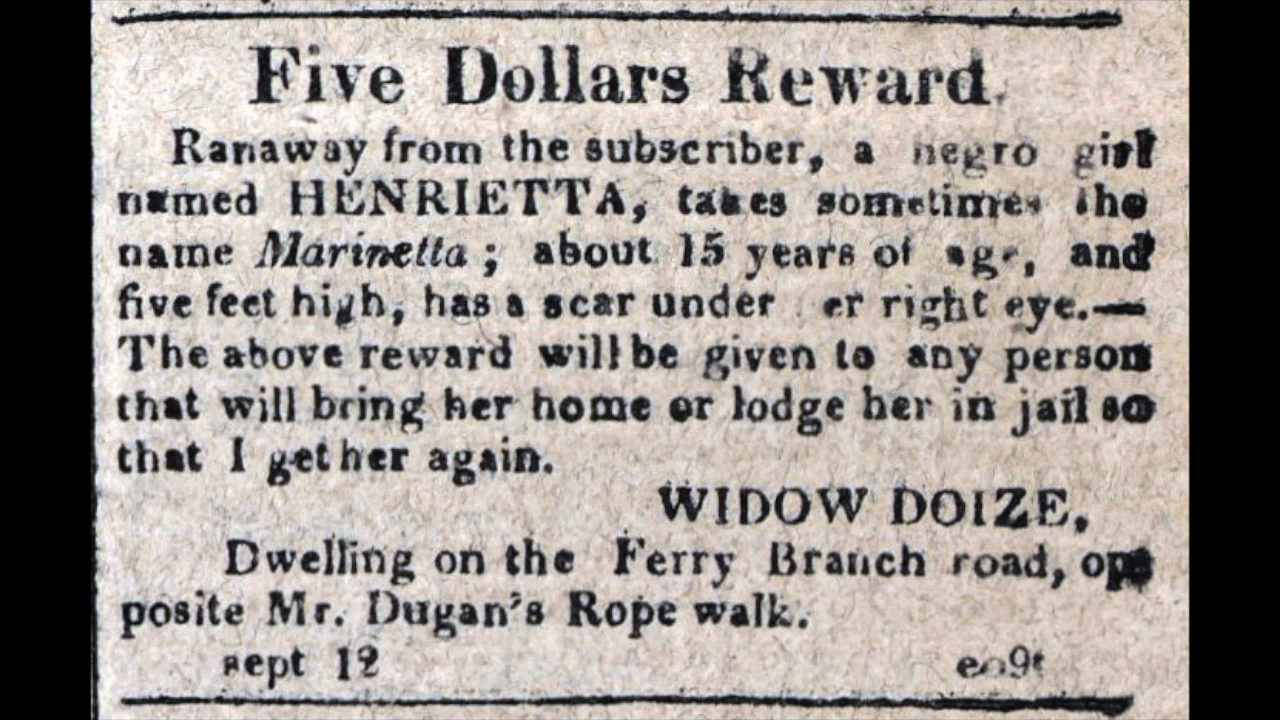 Five Dollars Reward.
Ranaway from the subscriber, a negro girl
named HENRIETTA, takes sometimes the
name Marinetta; about 15 years of age, and
five feet high, has a scar under er right eye.—
The above reward will be given to any person
that will bring her home or lodge her in jail so
that I get her again.
WIDOW DOIZE,
Dwelling on the Ferry Branch road, op
posite Mr. Dugan's Rope walk.
sept 12